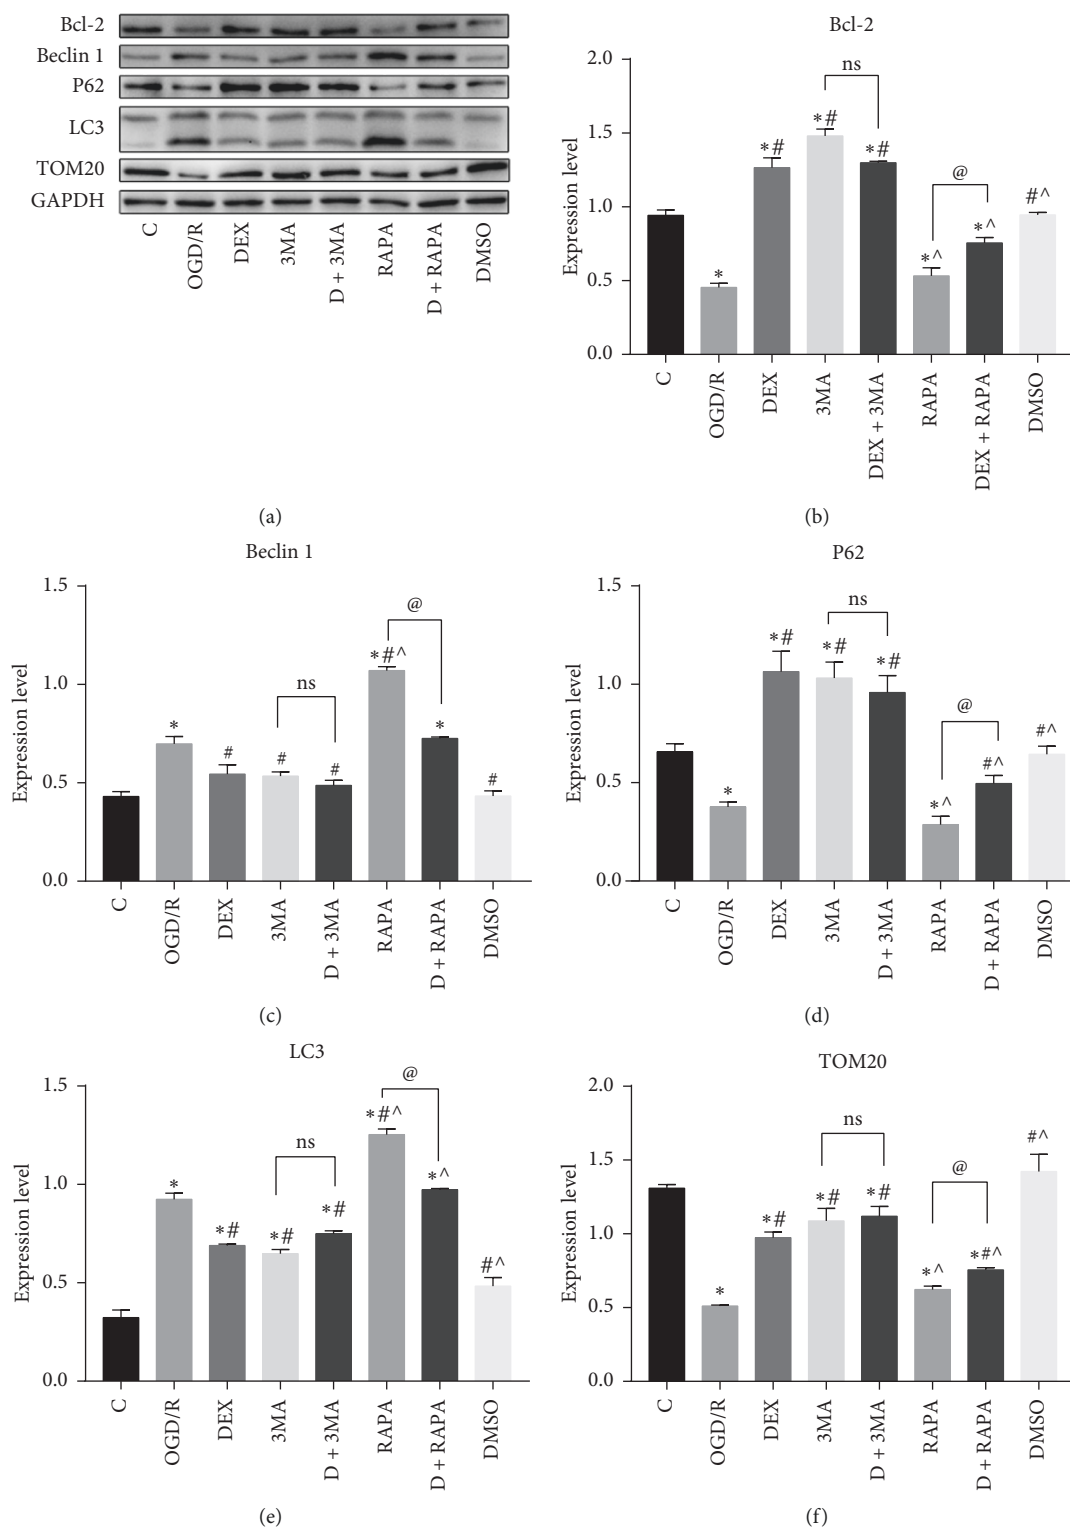 Bcl-2
Beclin 1
P62
LC3
TOM20
GAPDH
C
OGD/R
DEX
3MA
D + 3MA
RAPA
D + RAPA
DMSO
(a)
Bcl-2
Expression level
2.0
1.5
1.0
0.5
0.0
*
*#
*#
ns
*#
*^
@
*^
#^
C
OGD/R
DEX
3MA
DEX + 3MA
RAPA
DEX + RAPA
DMSO
(b)
Beclin 1
Expression level
1.5
1.0
0.5
0.0
*
#
#
ns
#
*#^
@
*
#
C
OGD/R
DEX
3MA
D + 3MA
RAPA
D + RAPA
DMSO
(c)
P62
Expression level
1.5
1.0
0.5
0.0
*
*#
*#
ns
*#
*^
@
#^
#^
C
OGD/R
DEX
3MA
D + 3MA
RAPA
D + RAPA
DMSO
(d)
LC3
Expression level
1.5
1.0
0.5
0.0
*
*#
*#
ns
*#
*#^
@
*^
#^
C
OGD/R
DEX
3MA
D + 3MA
RAPA
D + RAPA
DMSO
(e)
TOM20
Expression level
2.0
1.5
1.0
0.5
0.0
*
*#
*#
ns
*#
*^
@
*#^
#^
C
OGD/R
DEX
3MA
D + 3MA
RAPA
D + RAPA
DMSO
(f)